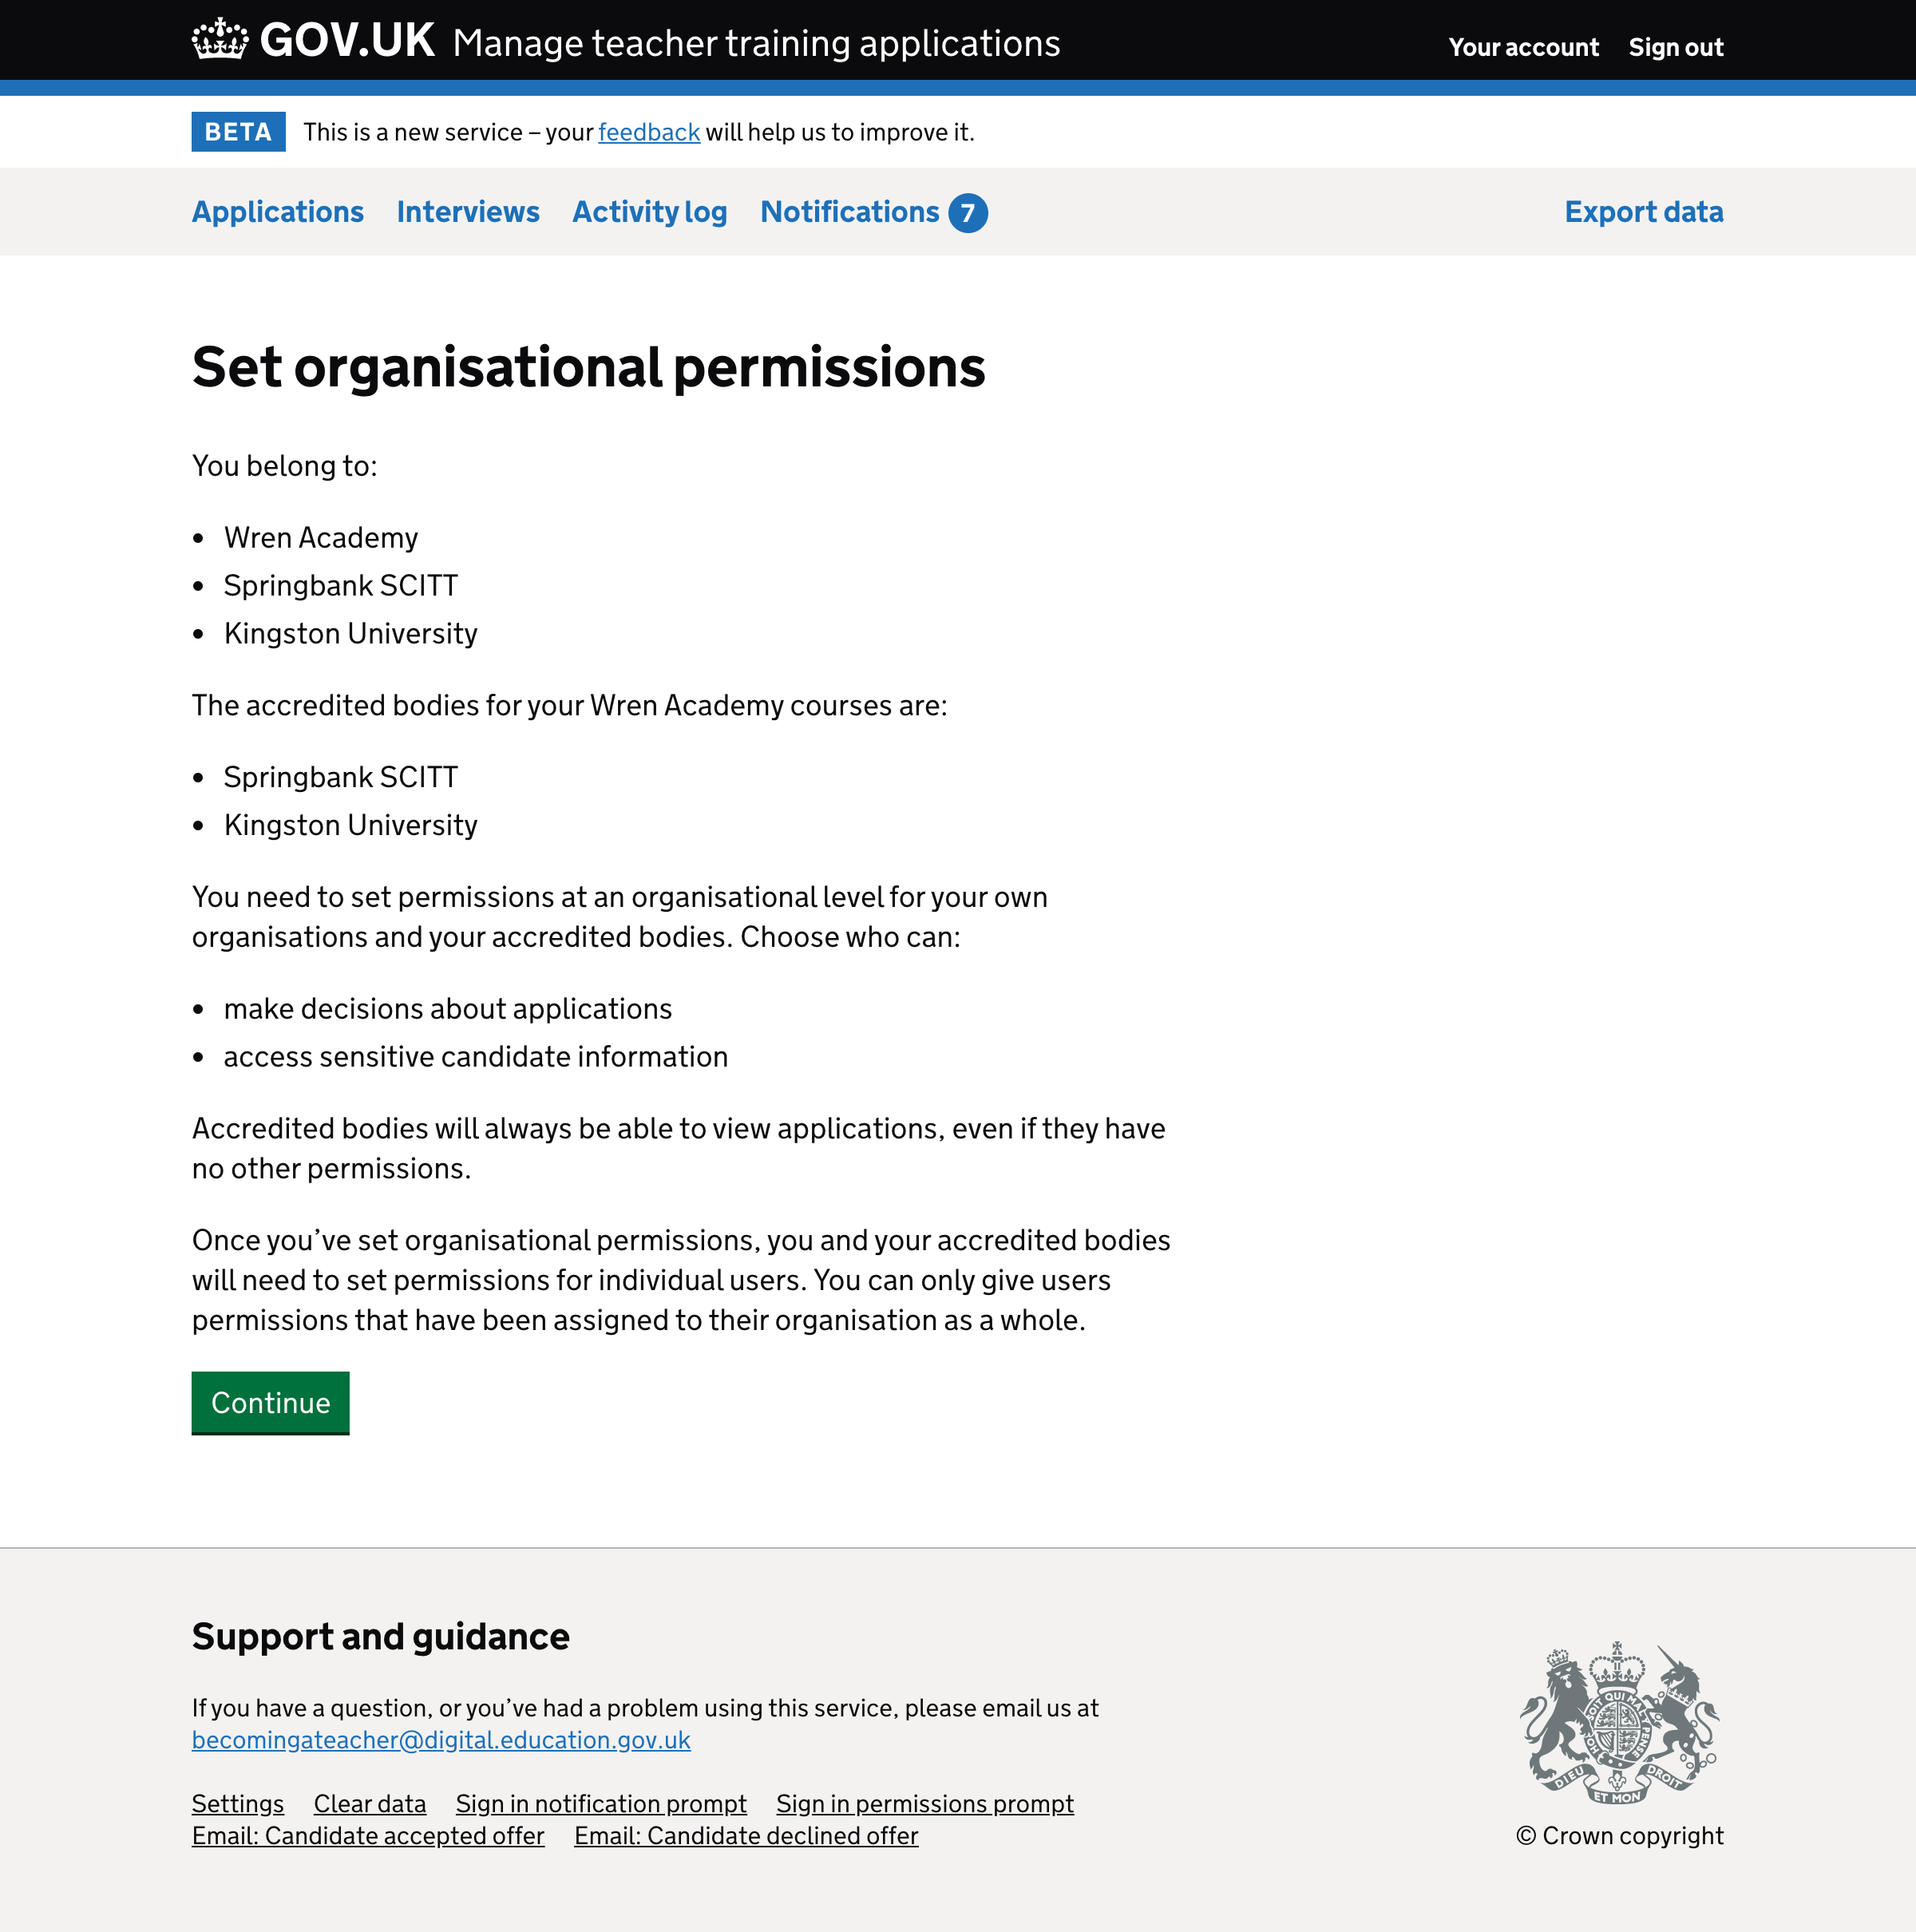 GOV.UK Manage teacher training applications Your account Sign out
BETA This is a new service – your feedback will help us to improve it.
Applications Interviews Activity log Notifications 7 Export data
Set organisational permissions
You belong to:
• Wren Academy
• Springbank SCITT
• Kingston University
The accredited bodies for your Wren Academy courses are:
• Springbank SCITT
• Kingston University
You need to set permissions at an organisational level for your own
organisations and your accredited bodies. Choose who can:
• make decisions about applications
• access sensitive candidate information
Accredited bodies will always be able to view applications, even if they have
no other permissions.
Once you’ve set organisational permissions, you and your accredited bodies
will need to set permissions for individual users. You can only give users
permissions that have been assigned to their organisation as a whole.
Continue
Support and guidance
If you have a question, or you’ve had a problem using this service, please email us at
becomingateacher@digital.education.gov.uk
Settings Clear data Sign in notification prompt Sign in permissions prompt
Email: Candidate accepted offer Email: Candidate declined offer
DIEU ET MON DROIT
© Crown copyright